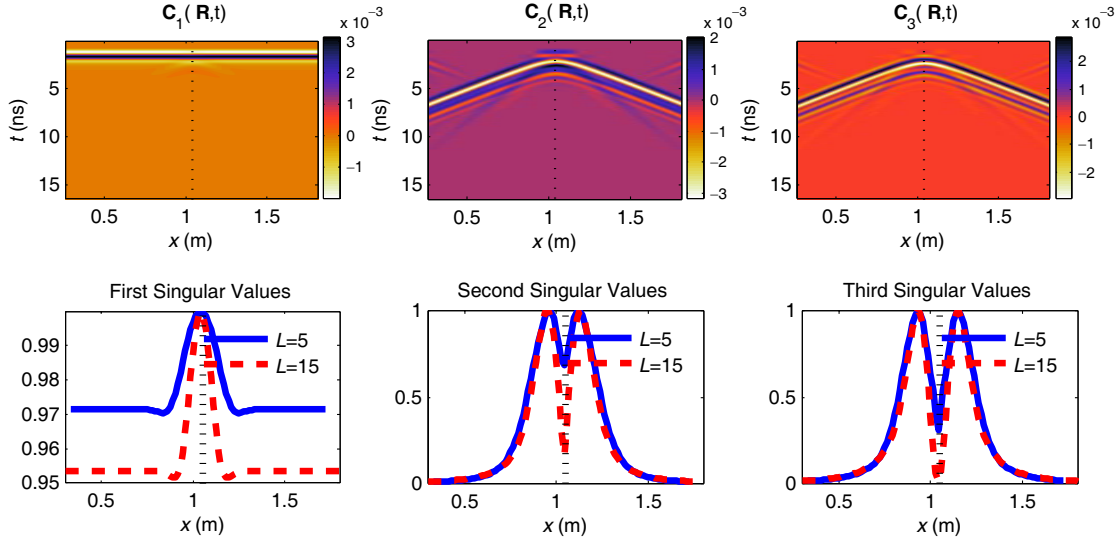 C1( R,t)
x 10−3
3
2
1
0
−1
5
10
15
t (ns)
0.5
1
1.5
x (m)
C2( R,t)
x 10−3
2
1
0
−1
−2
−3
5
10
15
t (ns)
0.5
1
1.5
x (m)
C3( R,t)
x 10−3
2
0
−2
5
10
15
t (ns)
0.5
1
1.5
x (m)
First Singular Values
0.99
0.98
0.97
0.96
0.95
L=5
L=15
0.5
1
1.5
x (m)
Second Singular Values
1
0.5
0
L=5
L=15
0.5
1
1.5
x (m)
Third Singular Values
1
0.5
0
L=5
L=15
0.5
1
1.5
x (m)